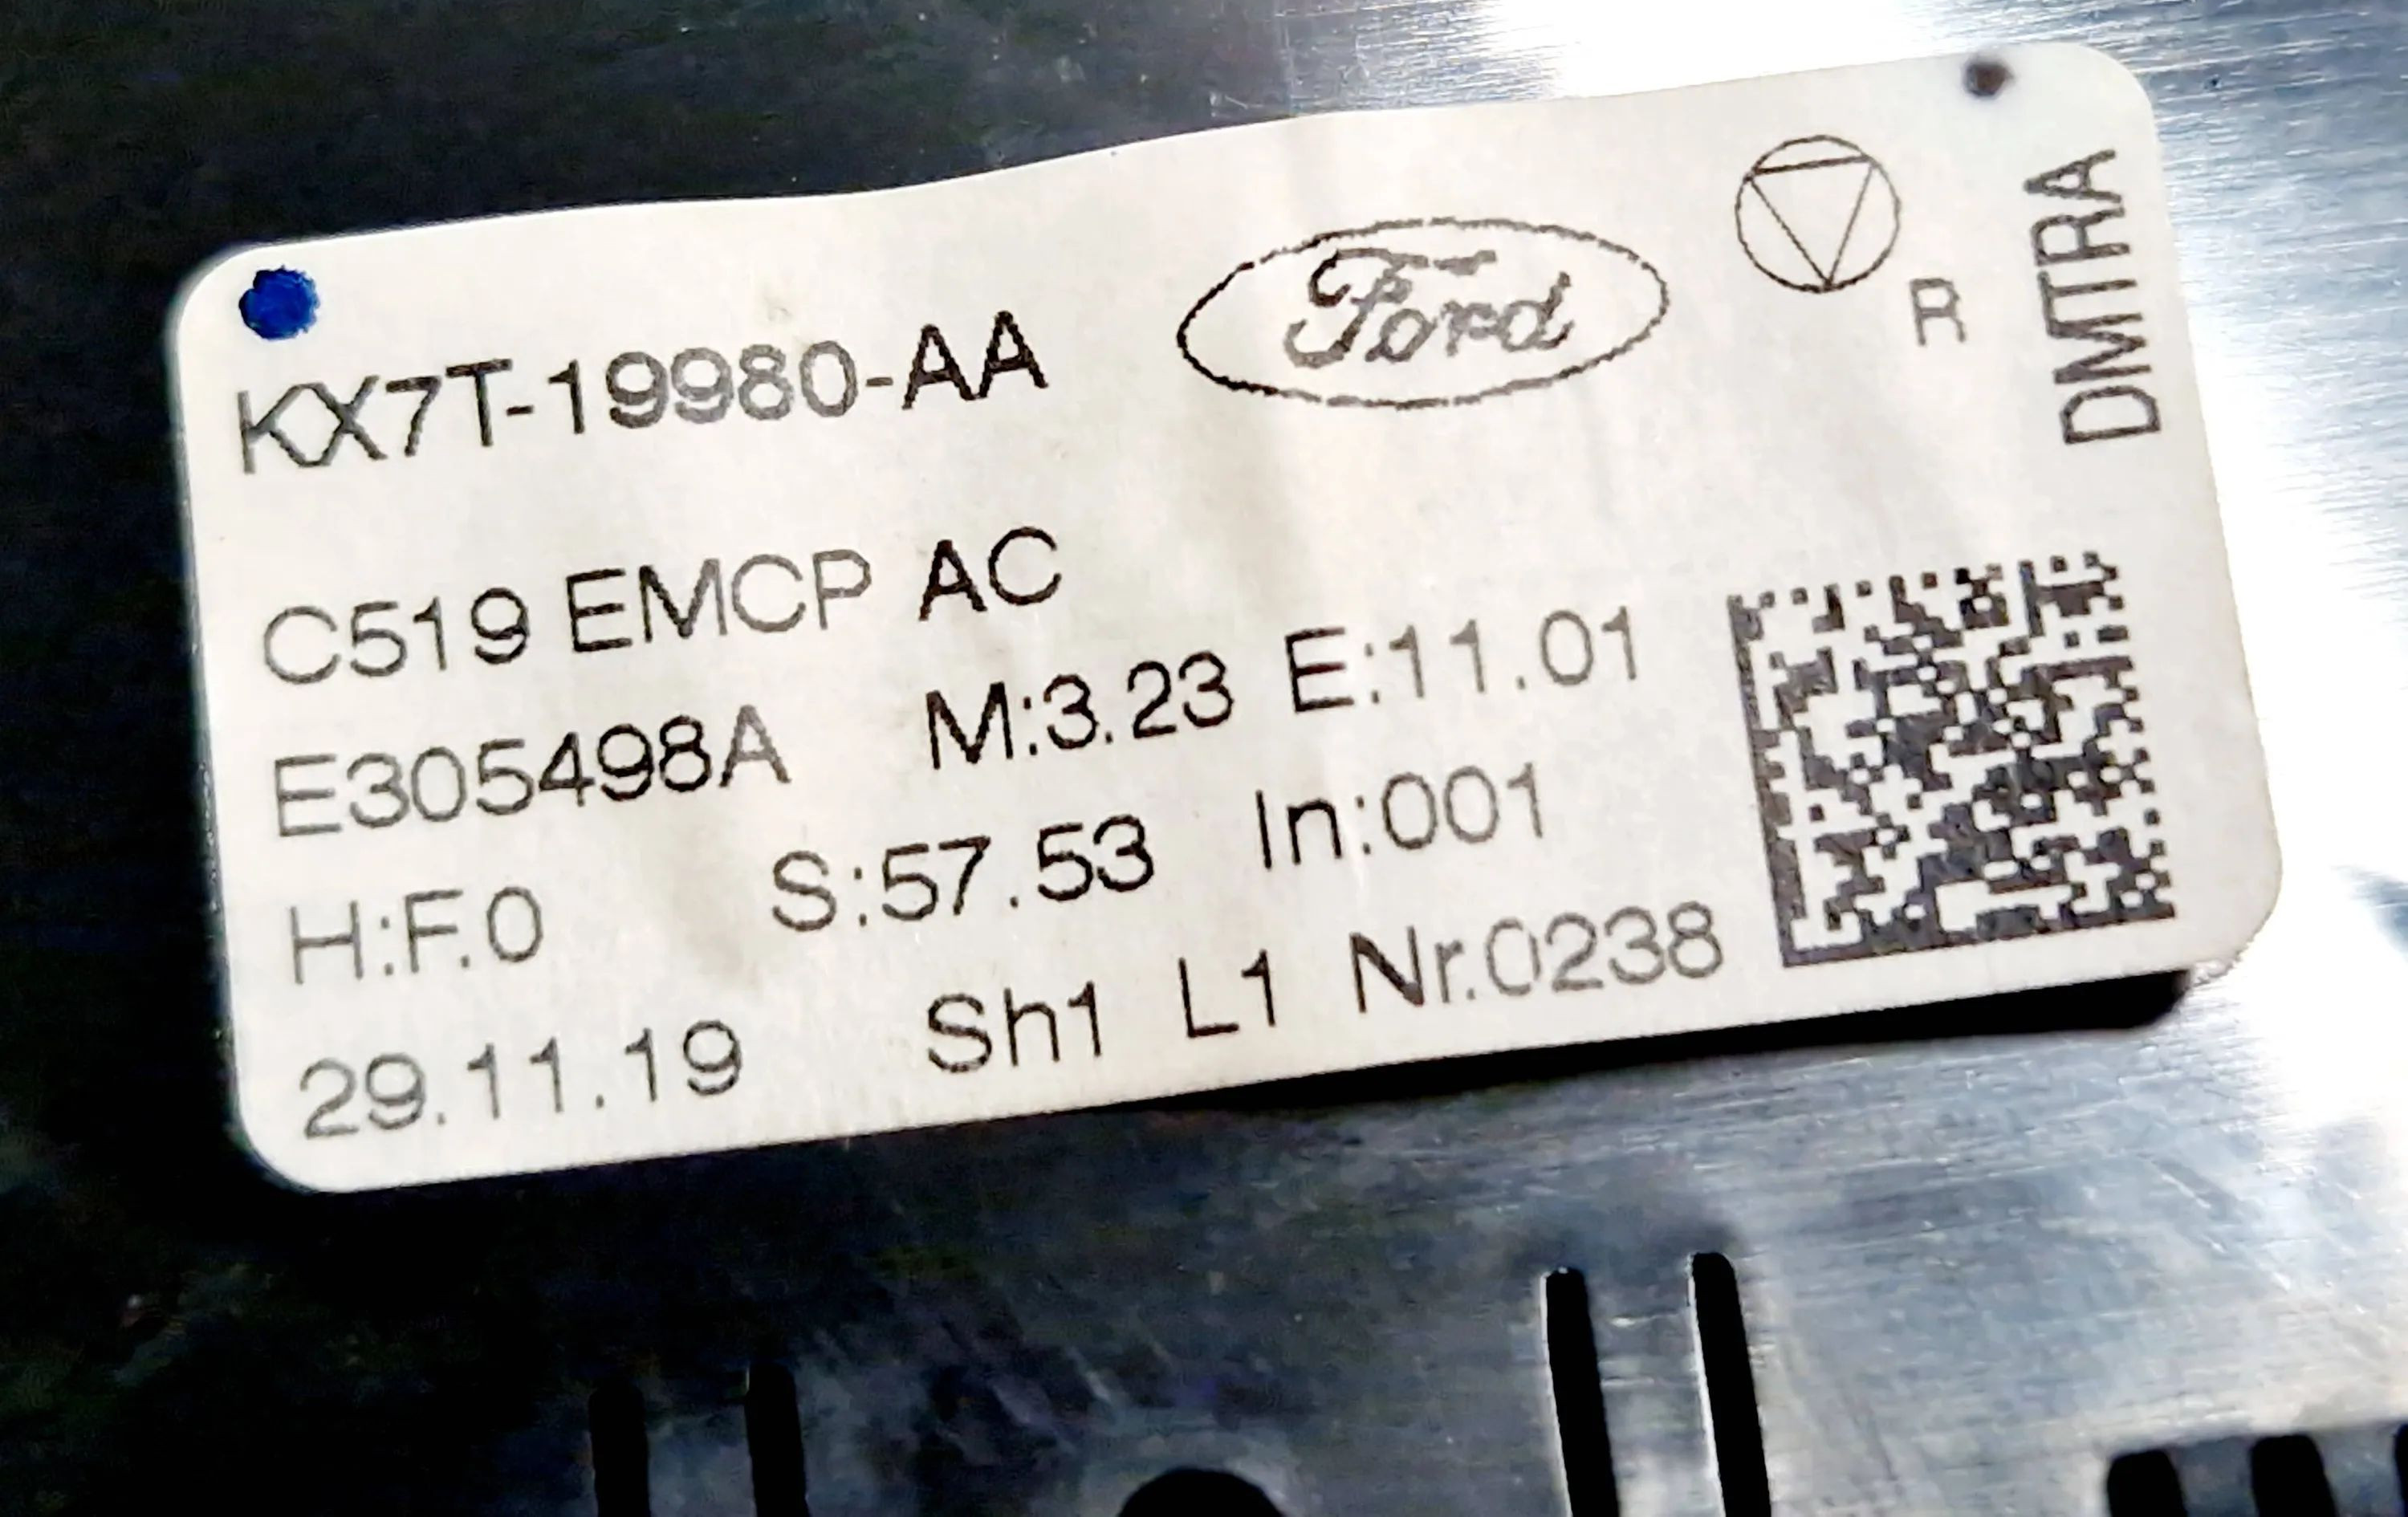 KX7T-19980-AA
Ford
R
DMTRA
C519 EMCP AC
E305498A M:3.23 E:11.01
H:F.0 S:57.53 In:001
29.11.19 Sh1 L1 Nr.0238